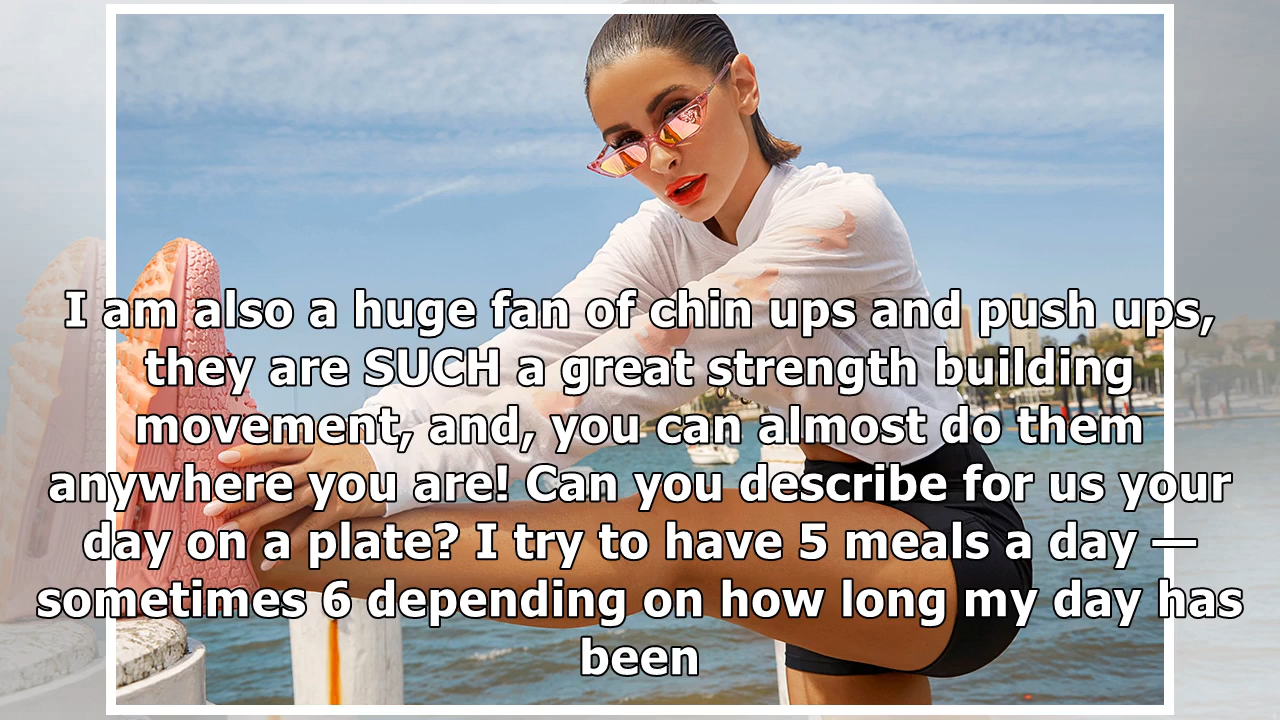 I am also a huge fan of chin ups and push ups,
they are SUCH a great strength building
movement, and, you can almost do them
anywhere you are! Can you describe for us your
day on a plate? I try to have 5 meals a day —
sometimes 6 depending on how long my day has
been